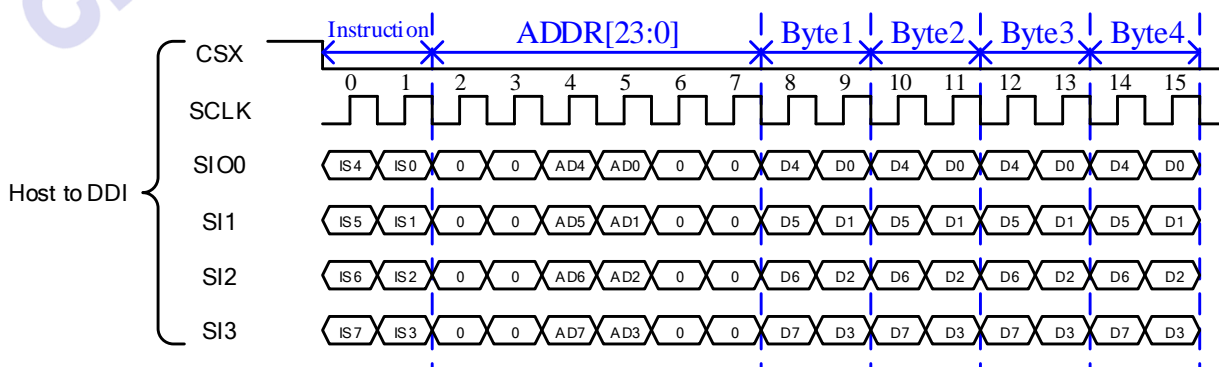 Instruction ADDR[23:0] Byte1 Byte2 Byte3 Byte4
CSX
0 1 2 3 4 5 6 7 8 9 10 11 12 13 14 15
SCLK
SIO0 IS4 IS0 0 0 AD4 AD0 0 0 D4 D0 D4 D0 D4 D0 D4 D0
Host to DDI
SI1 IS5 IS1 0 0 AD5 AD1 0 0 D5 D1 D5 D1 D5 D1 D5 D1
SI2 IS6 IS2 0 0 AD6 AD2 0 0 D6 D2 D6 D2 D6 D2 D6 D2
SI3 IS7 IS3 0 0 AD7 AD3 0 0 D7 D3 D7 D3 D7 D3 D7 D3